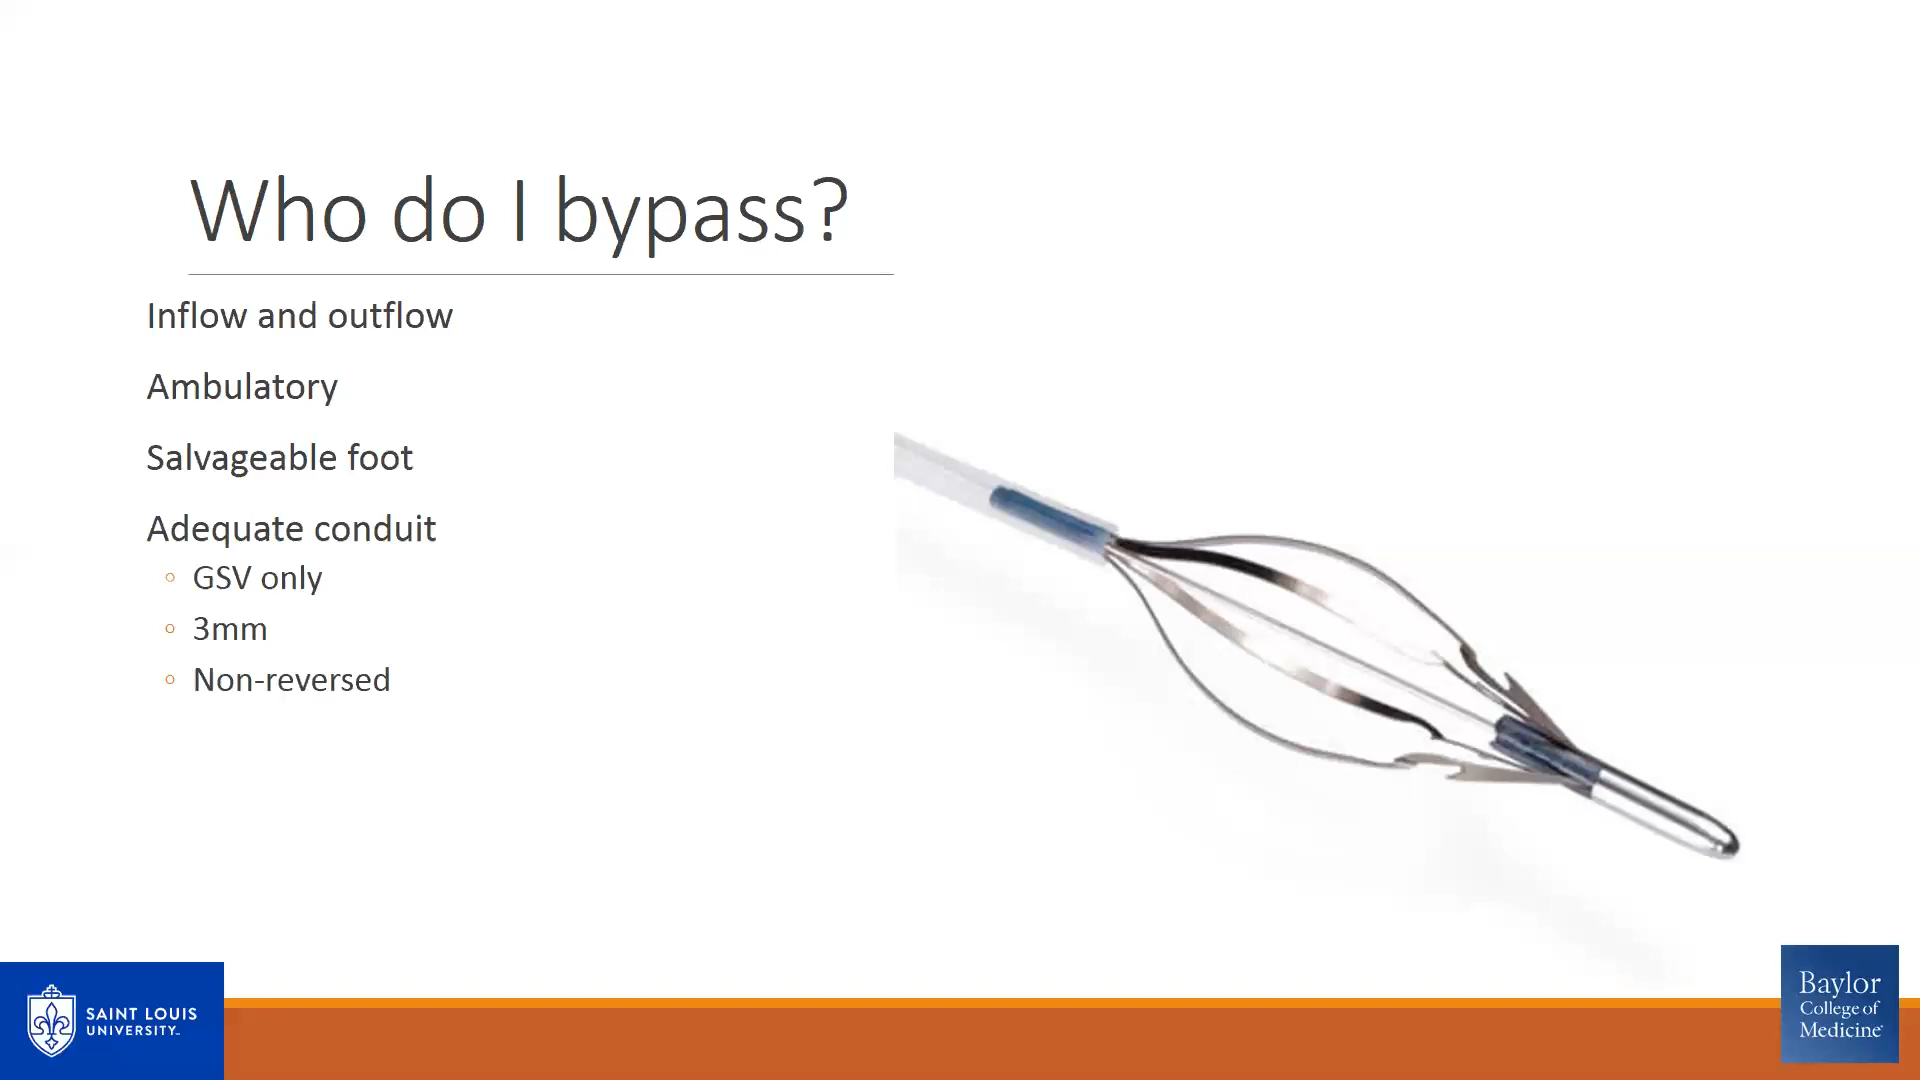 Who do I bypass?
Inflow and outflow
Ambulatory
Salvageable foot
Adequate conduit
◦ GSV only
◦ 3mm
◦ Non-reversed
SAINT LOUIS
UNIVERSITY
Baylor
College of
Medicine